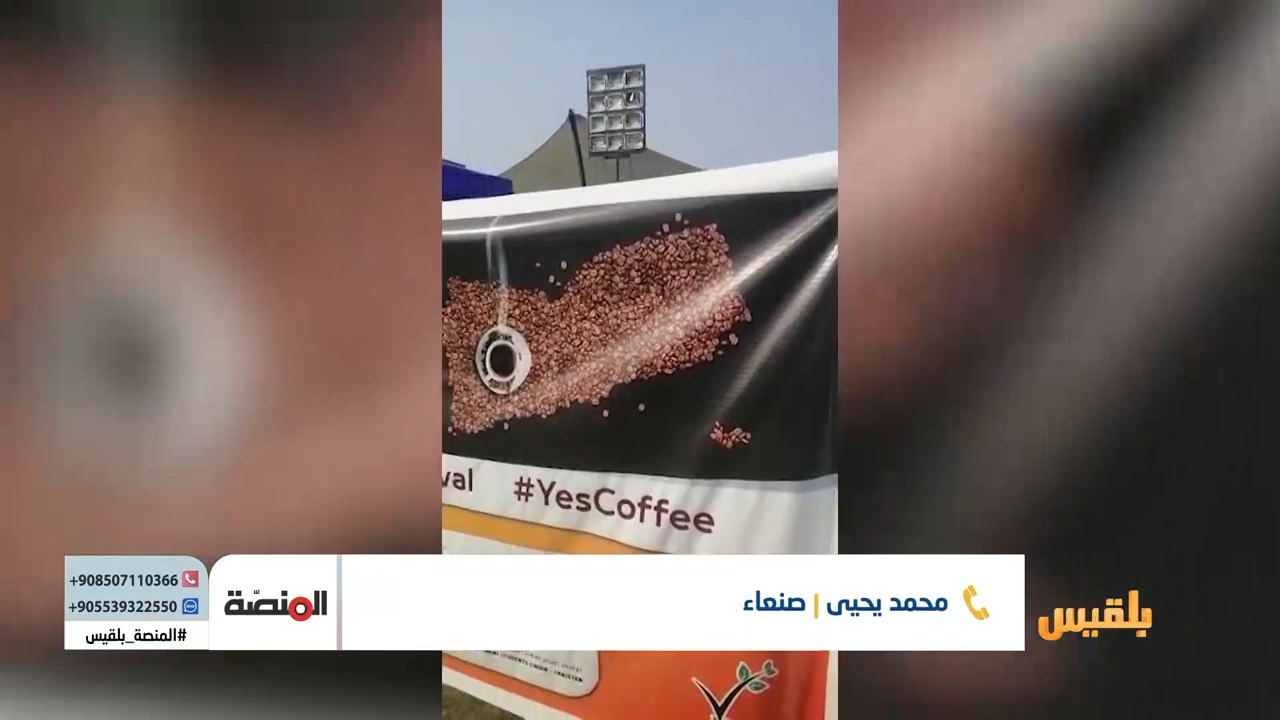 val #YesCoffee
+908507110366
+905539322550
#المنصة_بلقيس
المنصّة
محمد يحيى | صنعاء
بلقيس